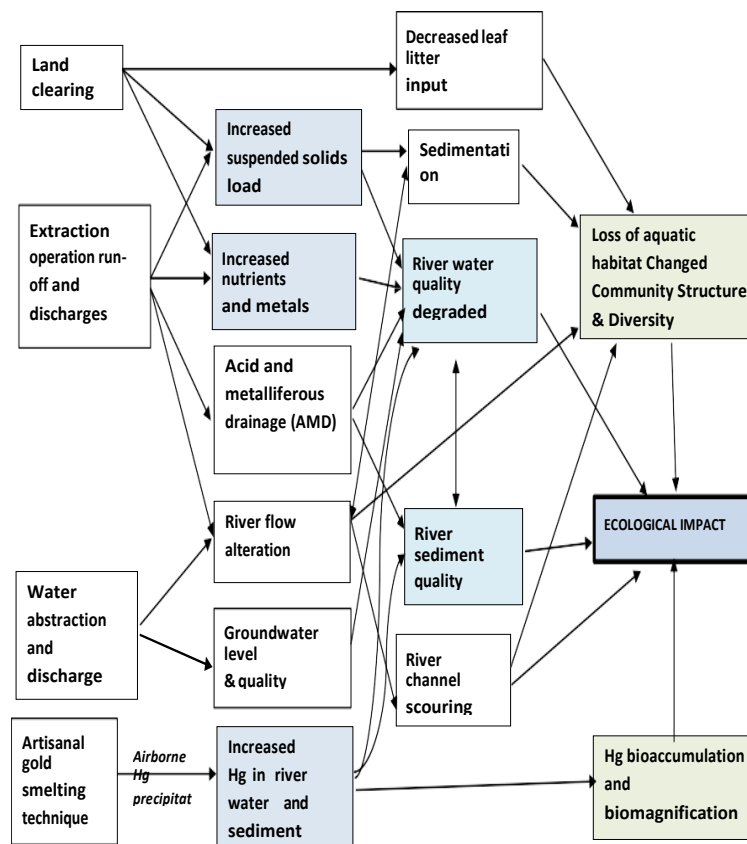 Decreased leaf
litter
input
Land
clearing
Increased
suspended solids
load
Sedimentati
on
Extraction
operation run-
off and
discharges
Increased
nutrients
and metals
River water
quality
degraded
Loss of aquatic
habitat Changed
Community Structure
& Diversity
Acid and
metalliferous
drainage (AMD)
River flow
alteration
River
sediment
quality
ECOLOGICAL IMPACT
Water
abstraction
and
discharge
Groundwater
level
& quality
River
channel
scouring
Artisanal
gold
smelting
technique
Airborne
Hg
precipitat
Increased
Hg in river
water and
sediment
Hg bioaccumulation
and
biomagnification